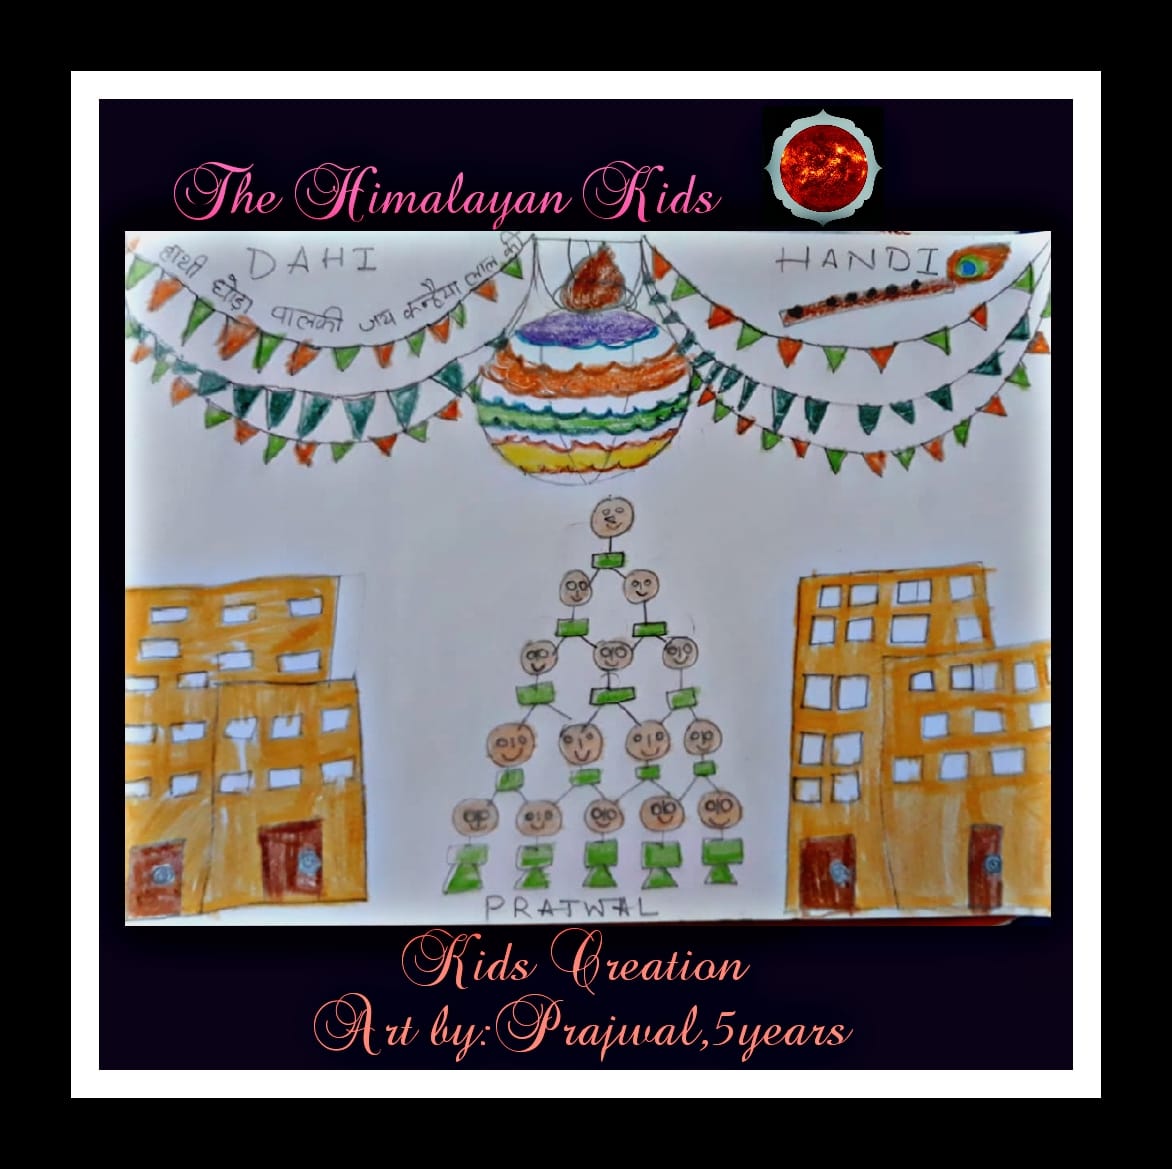 The Himalayan Kids
DAHI
हाथी घोड़ा पालकी जय कन्हैया लाल की
HANDI
PRAJWAL
Kids Creation
Art by:Prajwal,5years